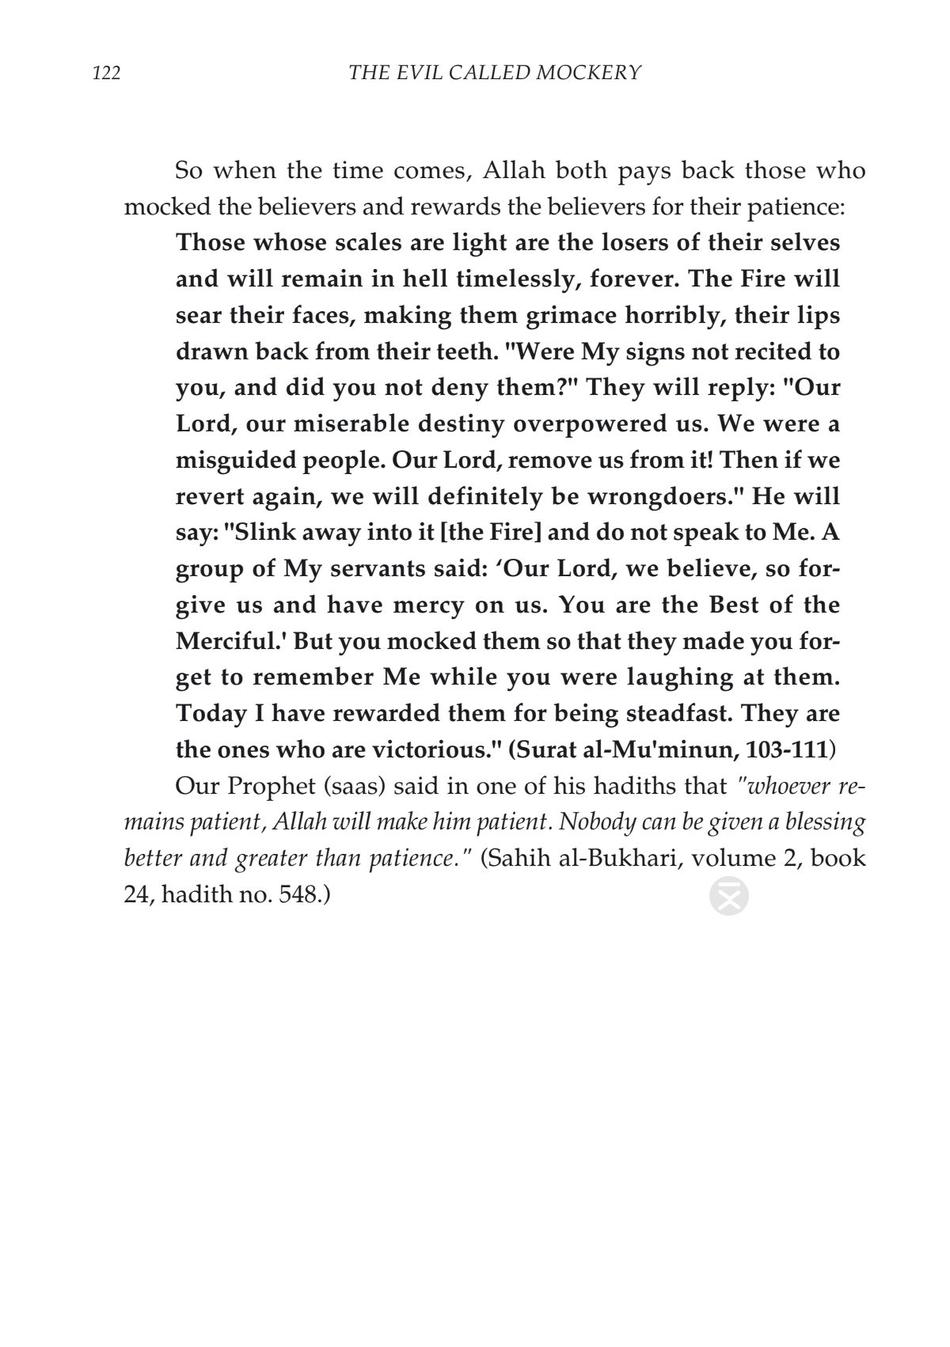 122
THE EVIL CALLED MOCKERY
So when the time comes, Allah both pays back those who
mocked the believers and rewards the believers for their patience:
Those whose scales are light are the losers of their selves
and will remain in hell timelessly, forever. The Fire will
sear their faces, making them grimace horribly, their lips
drawn back from their teeth. "Were My signs not recited to
you, and did you not deny them?" They will reply: "Our
Lord, our miserable destiny overpowered us. We were a
misguided people. Our Lord, remove us from it! Then if we
revert again, we will definitely be wrongdoers." He will
say: "Slink away into it [the Fire] and do not speak to Me. A
group of My servants said: ‘Our Lord, we believe, so for-
give us and have mercy on us. You are the Best of the
Merciful.' But you mocked them so that they made you for-
get to remember Me while you were laughing at them.
Today I have rewarded them for being steadfast. They are
the ones who are victorious." (Surat al-Mu'minun, 103-111)
Our Prophet (saas) said in one of his hadiths that "whoever re-
mains patient, Allah will make him patient. Nobody can be given a blessing
better and greater than patience." (Sahih al-Bukhari, volume 2, book
24, hadith no. 548.)